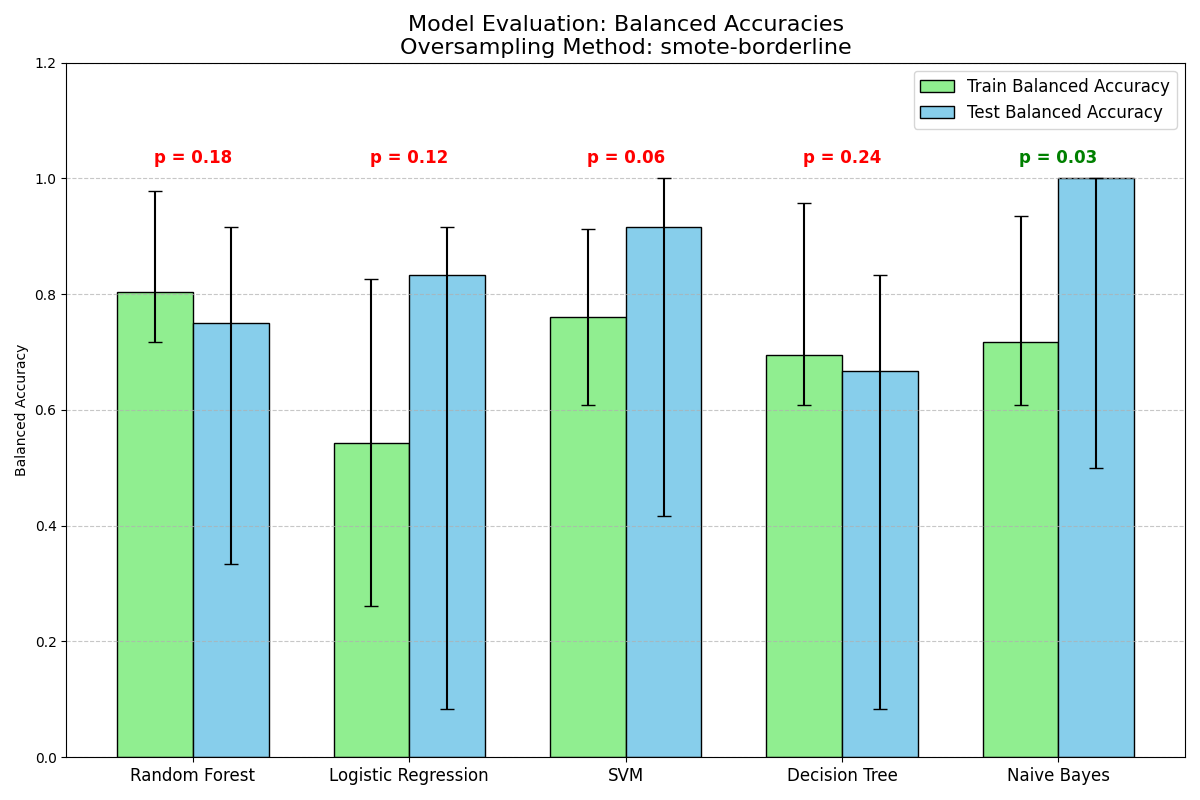 Model Evaluation: Balanced Accuracies
Oversampling Method: smote-borderline
Train Balanced Accuracy
Test Balanced Accuracy
p = 0.18
p = 0.12
p = 0.06
p = 0.24
p = 0.03
Balanced Accuracy
1.2
1.0
0.8
0.6
0.4
0.2
0.0
Random Forest
Logistic Regression
SVM
Decision Tree
Naive Bayes